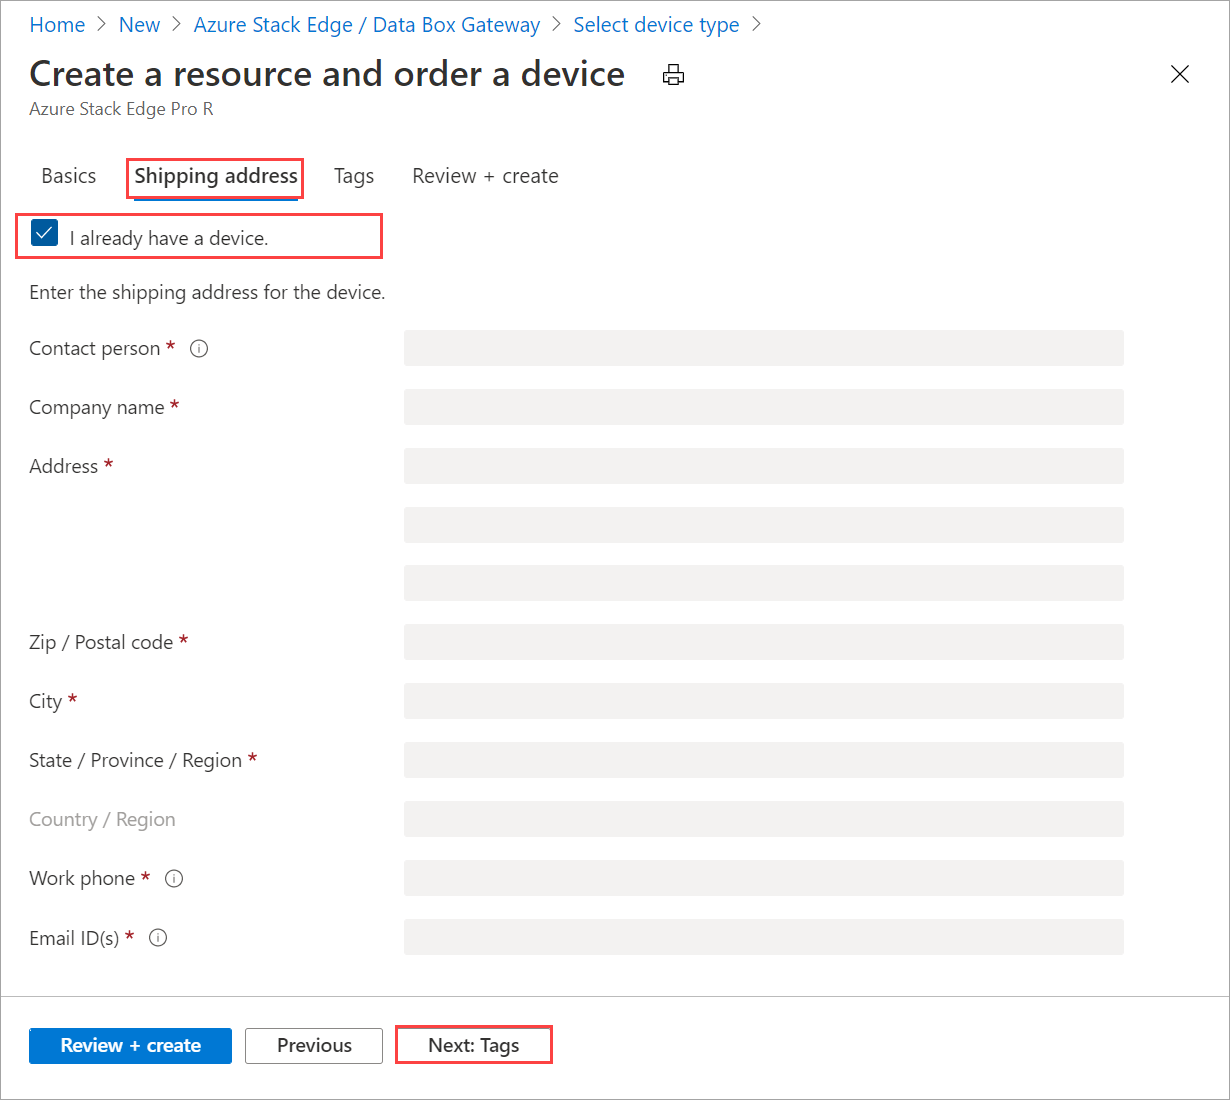 Home > New > Azure Stack Edge / Data Box Gateway > Select device type >
Create a resource and order a device
Azure Stack Edge Pro R
Basics Shipping address Tags Review + create
I already have a device.
Enter the shipping address for the device.
Contact person *
Company name *
Address *
Zip / Postal code *
City *
State / Province / Region *
Country / Region
Work phone *
Email ID(s) *
Review + create Previous Next: Tags